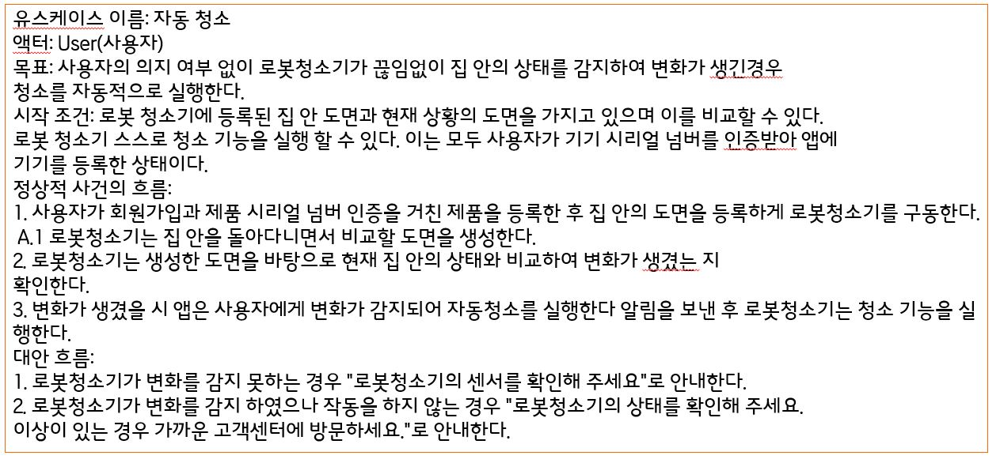 유스케이스 이름: 자동 청소
액터: User(사용자)
목표: 사용자의 의지 여부 없이 로봇청소기가 끊임없이 집 안의 상태를 감지하여 변화가 생긴경우
청소를 자동적으로 실행한다.
시작 조건: 로봇 청소기에 등록된 집 안 도면과 현재 상황의 도면을 가지고 있으며 이를 비교할 수 있다.
로봇 청소기 스스로 청소 기능을 실행 할 수 있다. 이는 모두 사용자가 기기 시리얼 넘버를 인증받아 앱에
기기를 등록한 상태이다.
정상적 사건의 흐름:
1. 사용자가 회원가입과 제품 시리얼 넘버 인증을 거친 제품을 등록한 후 집 안의 도면을 등록하게 로봇청소기를 구동한다.
A.1 로봇청소기는 집 안을 돌아다니면서 비교할 도면을 생성한다.
2. 로봇청소기는 생성한 도면을 바탕으로 현재 집 안의 상태와 비교하여 변화가 생겼는 지
확인한다.
3. 변화가 생겼을 시 앱은 사용자에게 변화가 감지되어 자동청소를 실행한다 알림을 보낸 후 로봇청소기는 청소 기능을 실
행한다.
대안 흐름:
1. 로봇청소기가 변화를 감지 못하는 경우 "로봇청소기의 센서를 확인해 주세요"로 안내한다.
2. 로봇청소기가 변화를 감지 하였으나 작동을 하지 않는 경우 "로봇청소기의 상태를 확인해 주세요.
이상이 있는 경우 가까운 고객센터에 방문하세요."로 안내한다.